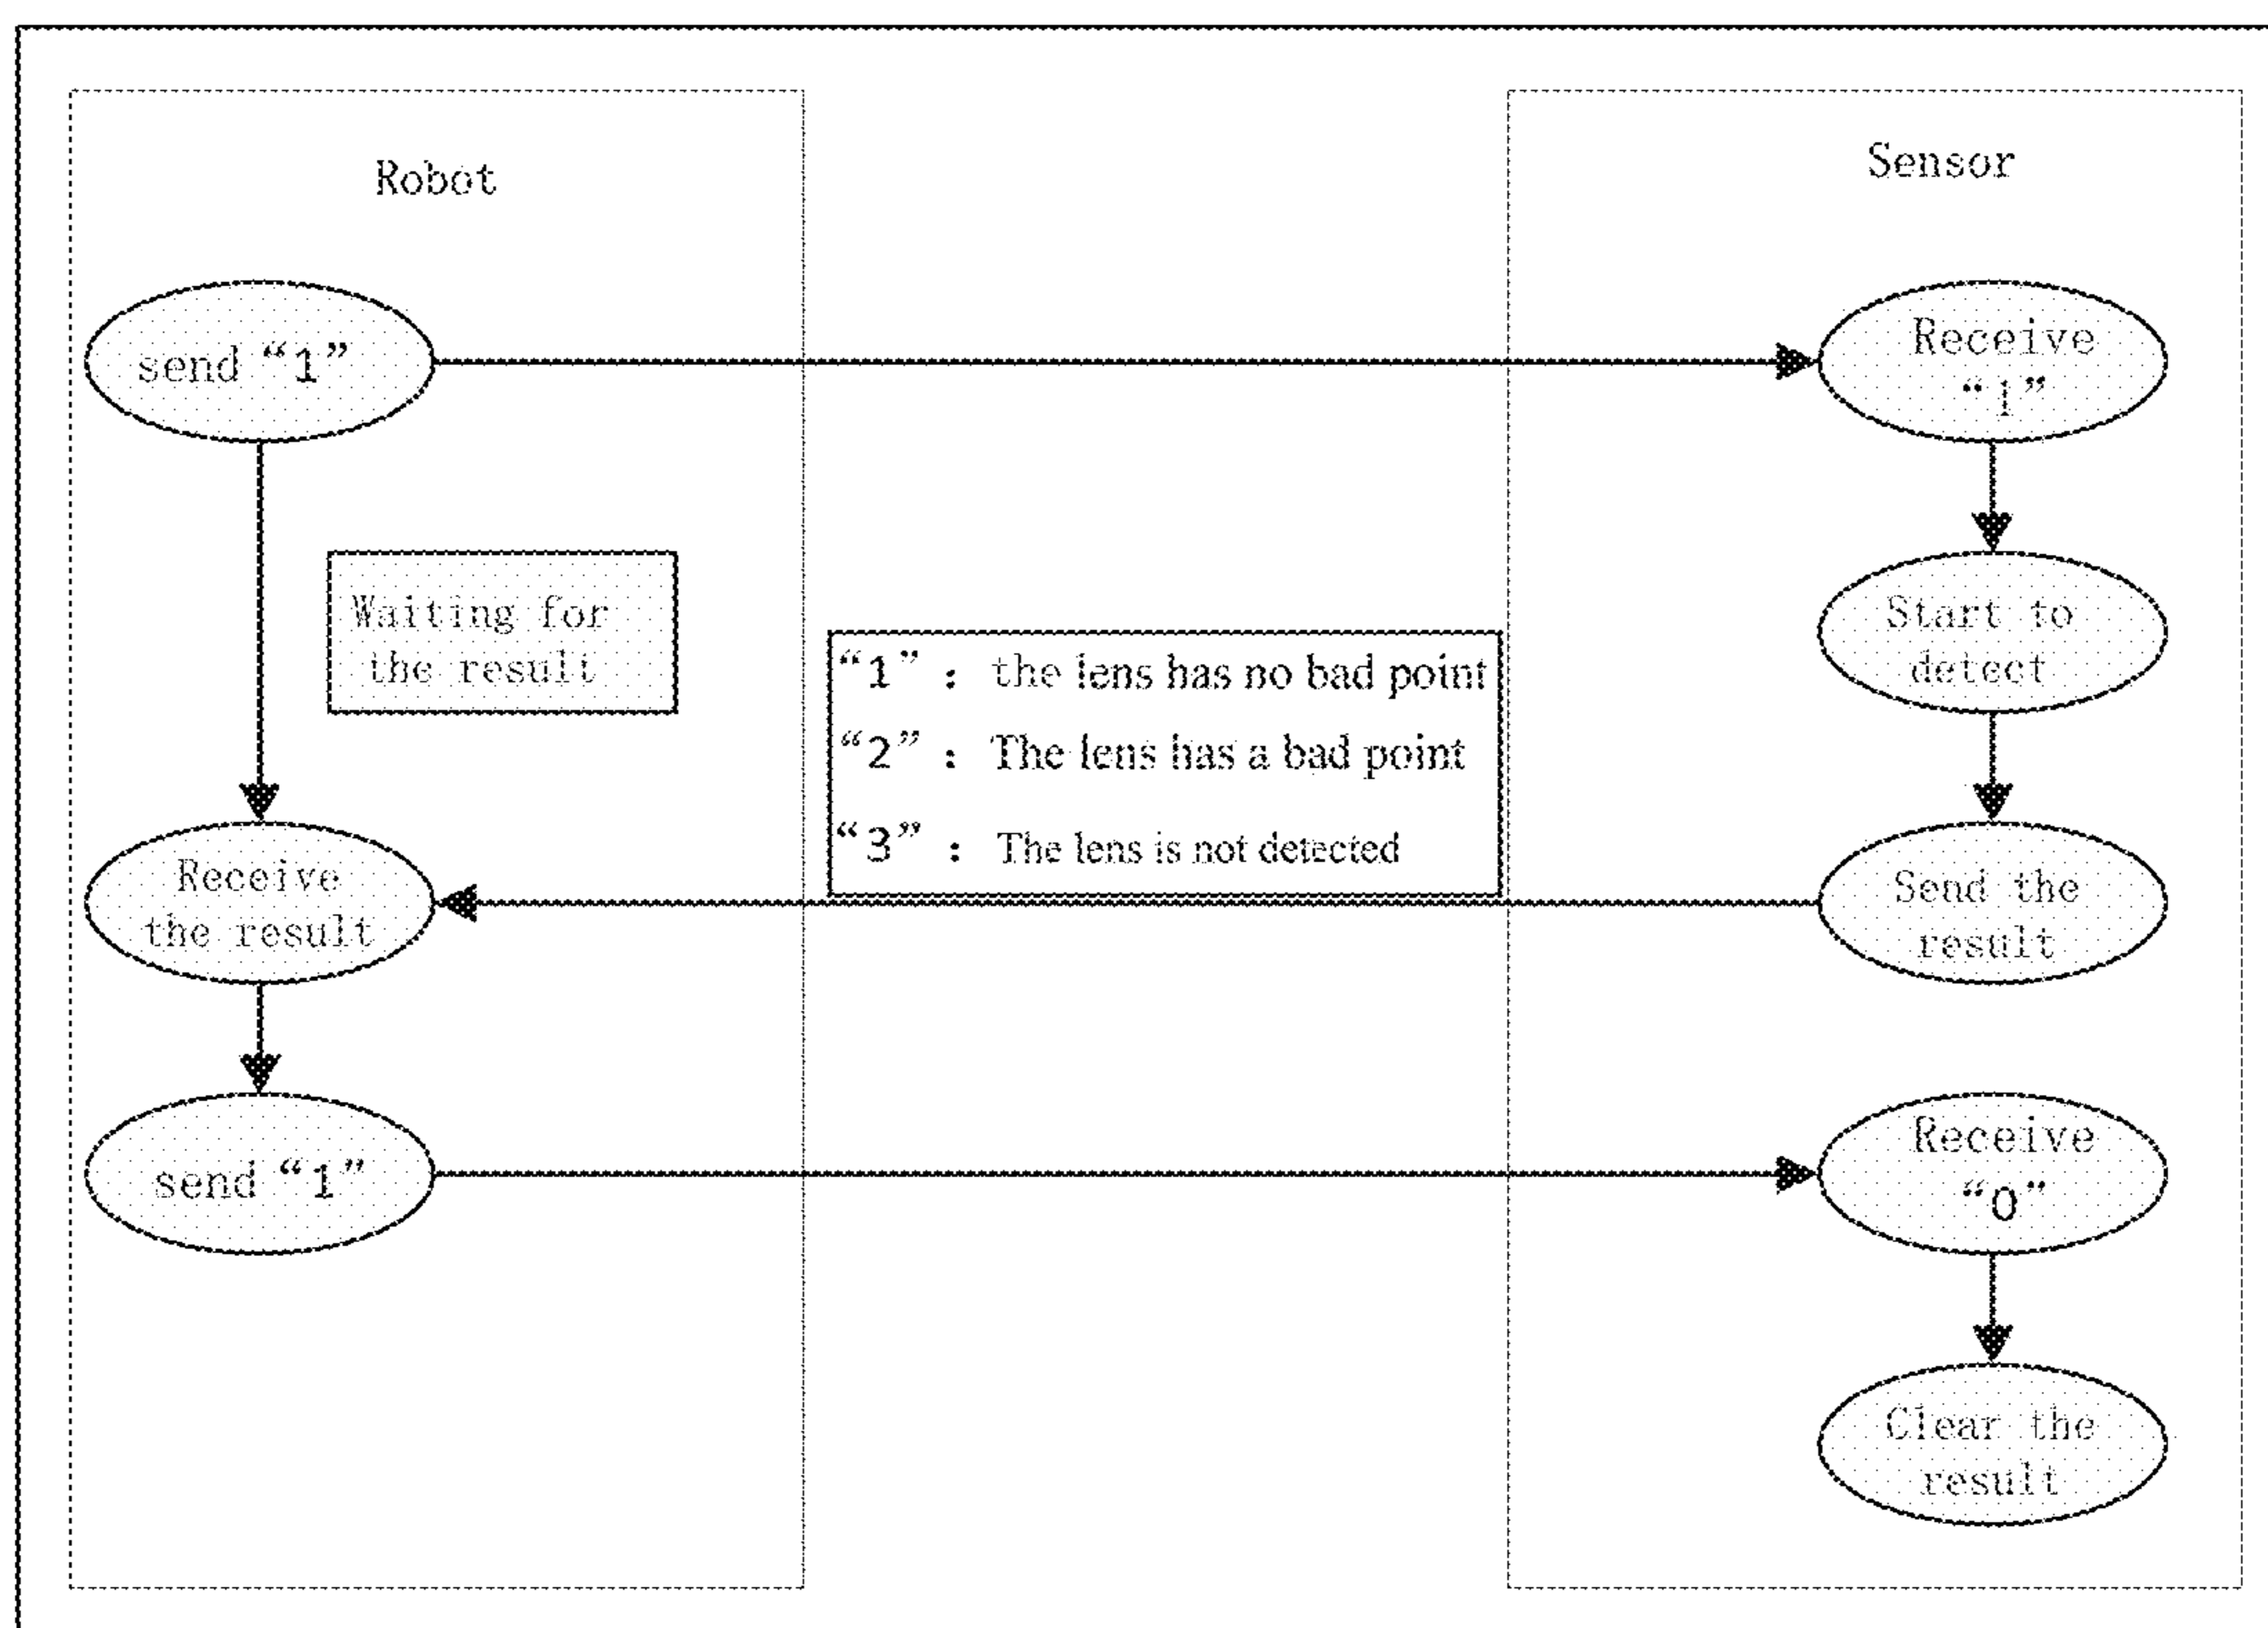 Robot
Sensor
send “1”
Receive
“1”
Waiting for
the result
Start to
detect
“1” : the lens has no bad point
“2” : The lens has a bad point
“3” : The lens is not detected
Receive
the result
Send the
result
send “1”
Receive
“0”
Clear the
result